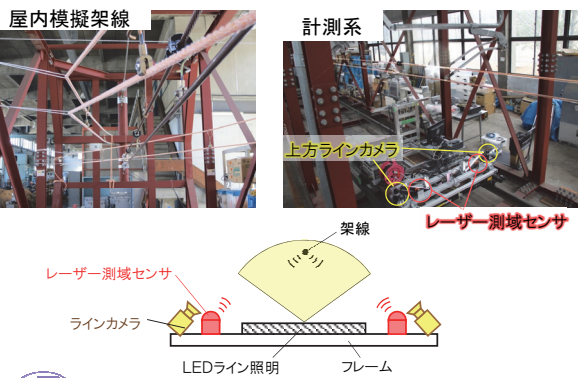 屋内模擬架線
計測系
上方ラインカメラ
レーザー測域センサ
架線
レーザー測域センサ
ラインカメラ
LEDライン照明
フレーム